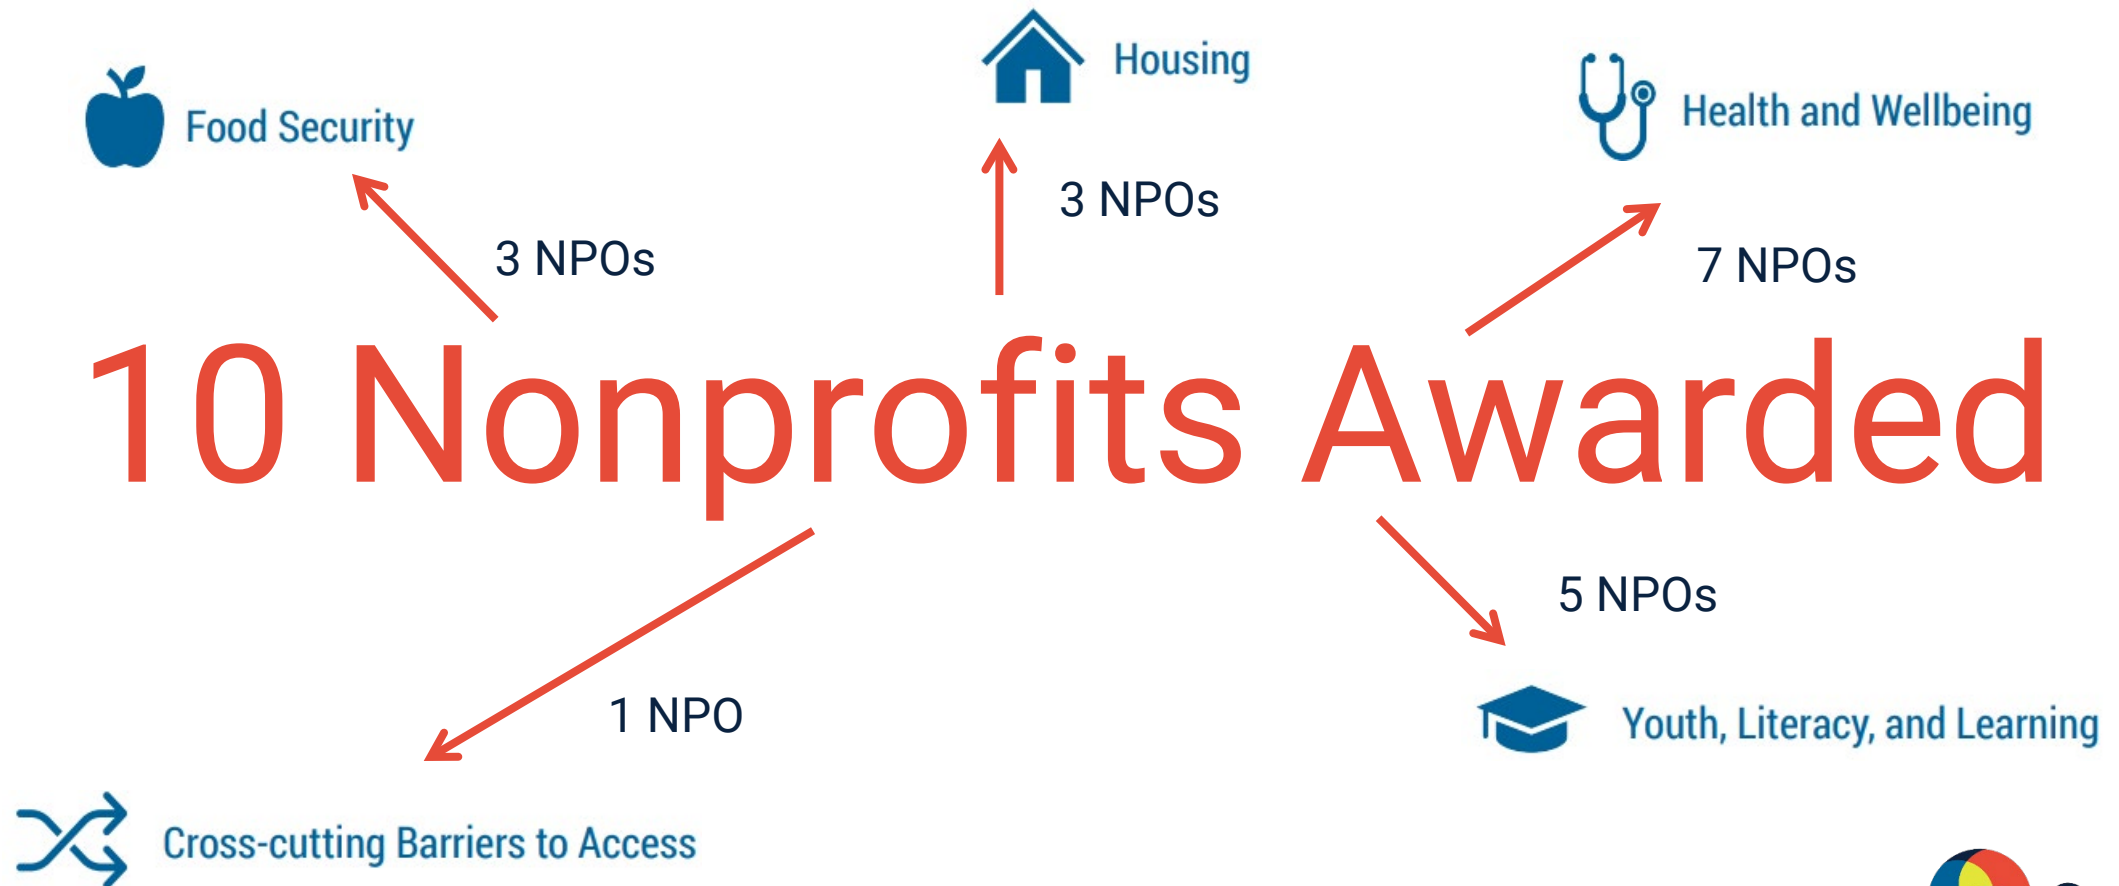 Housing
Food Security
Health and Wellbeing
3 NPOs
3 NPOs
7 NPOs
10 Nonprofits Awarded
5 NPOs
1 NPO
Youth, Literacy, and Learning
Cross-cutting Barriers to Access